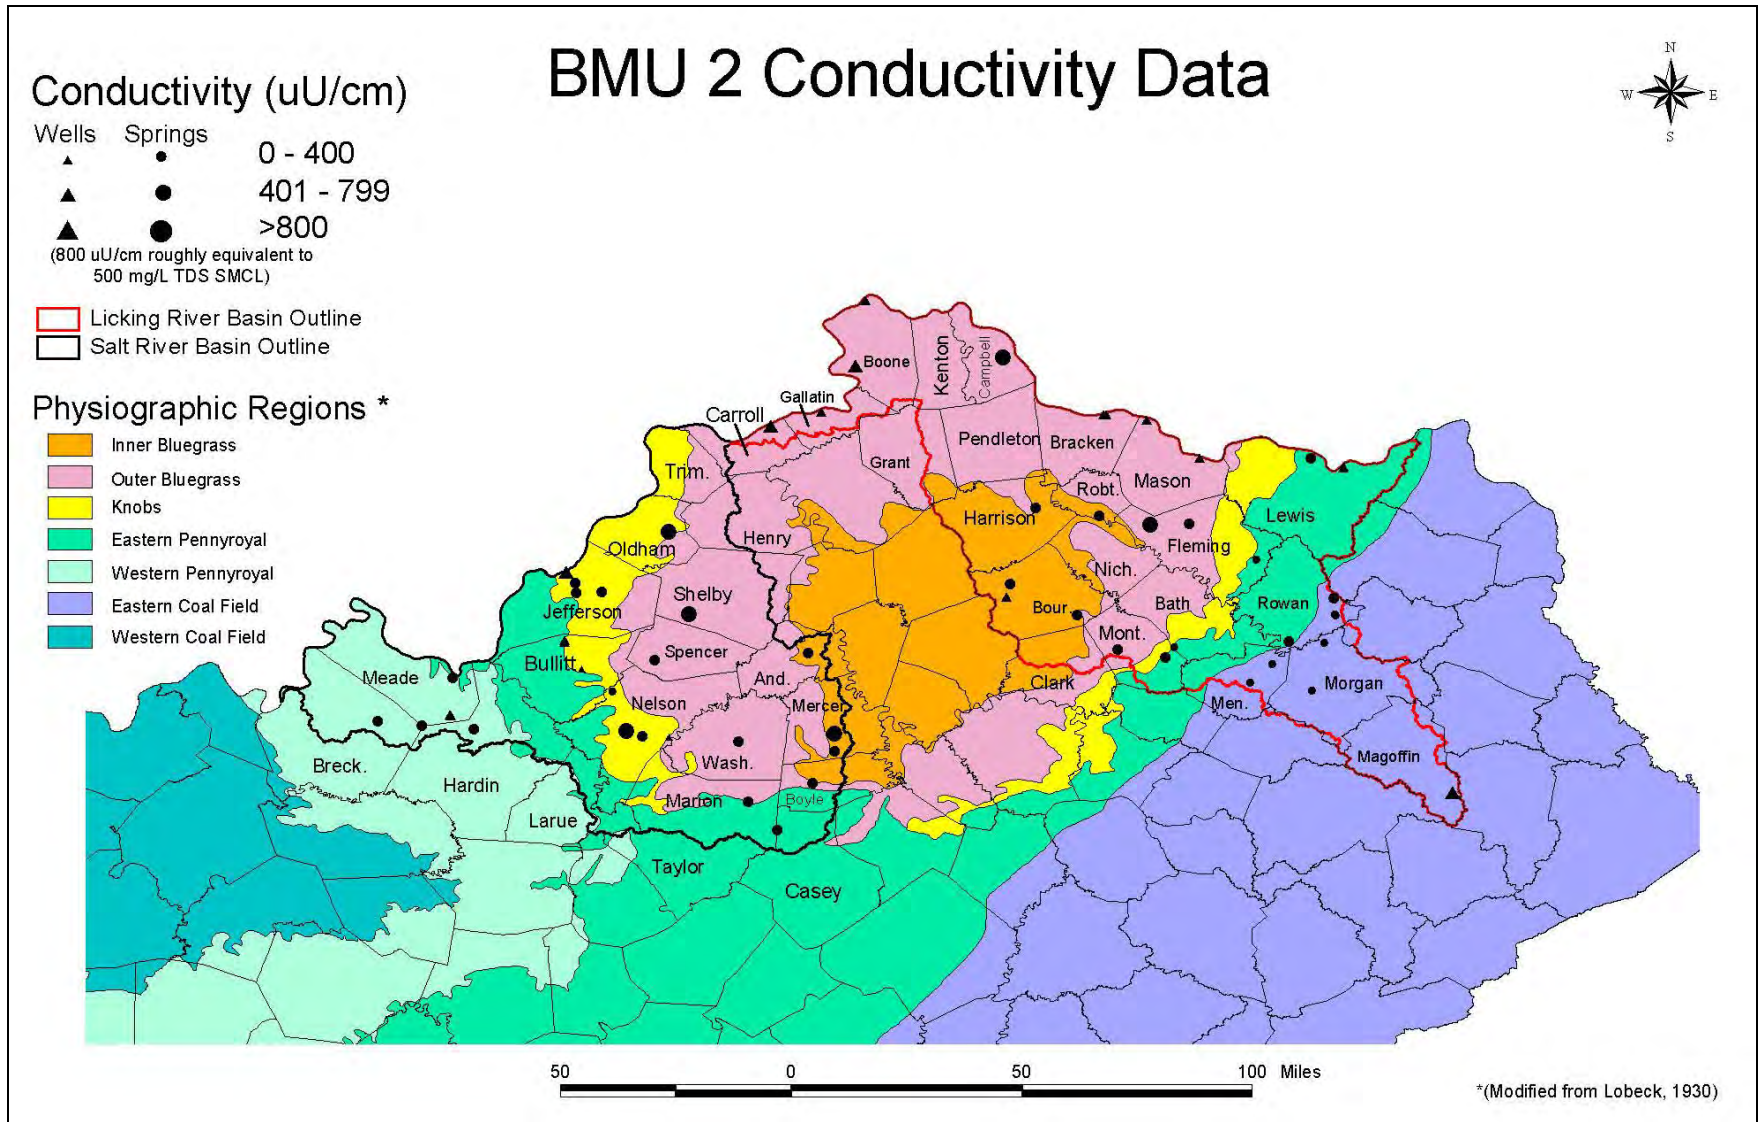 BMU 2 Conductivity Data
N
W
E
S
Conductivity (uU/cm)
Wells Springs
0 - 400
401 - 799
>800
(800 uU/cm roughly equivalent to
500 mg/L TDS SMCL)
Licking River Basin Outline
Salt River Basin Outline
Physiographic Regions *
Inner Bluegrass
Outer Bluegrass
Knobs
Eastern Pennyroyal
Western Pennyroyal
Eastern Coal Field
Western Coal Field
Boone
Kenton
Campbell
Gallatin
Carroll
Pendleton
Bracken
Grant
Trim.
Mason
Robt.
Harrison
Lewis
Henry
Oldham
Fleming
Nich.
Shelby
Jefferson
Bour.
Bath
Rowan
Mont.
Spencer
Bullitt
Meade
And.
Clark
Morgan
Nelson
Mercer
Men.
Wash.
Magoffin
Breck.
Hardin
Marion
Boyle
Larue
Taylor
Casey
50 0 50 100 Miles
*(Modified from Lobeck, 1930)